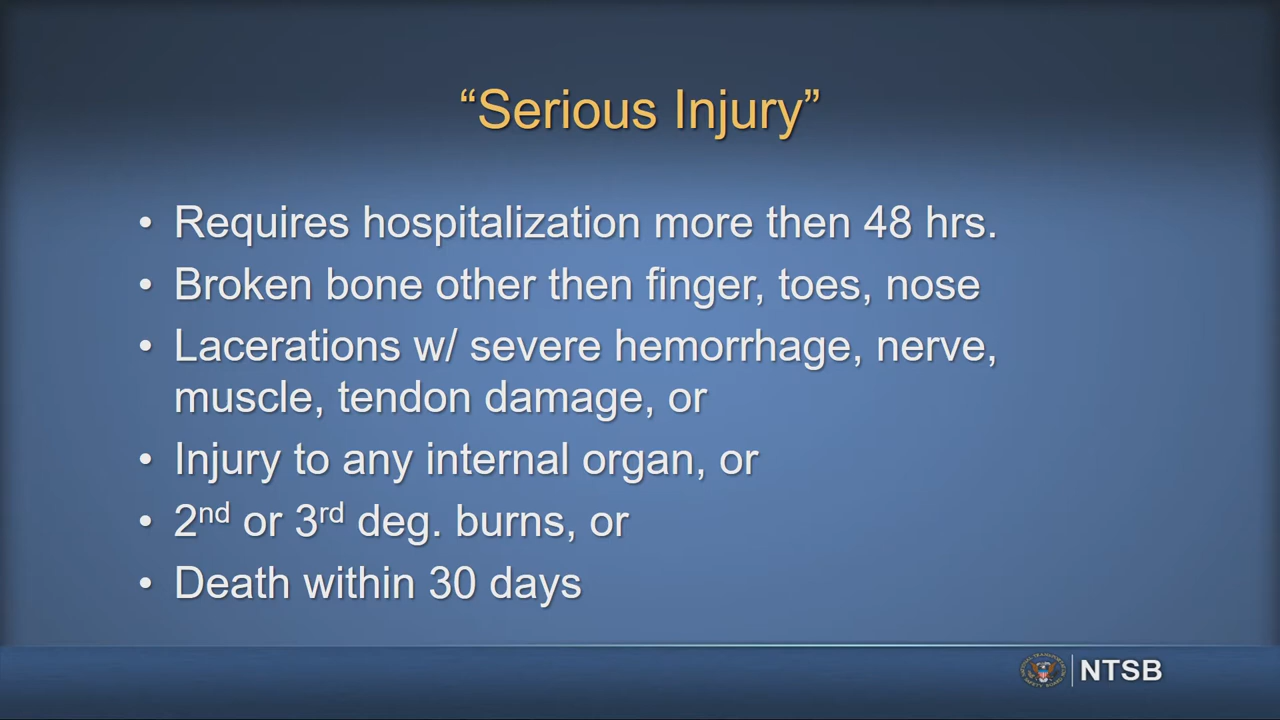 “Serious Injury”
• Requires hospitalization more then 48 hrs.
• Broken bone other then finger, toes, nose
• Lacerations w/ severe hemorrhage, nerve,
muscle, tendon damage, or
• Injury to any internal organ, or
• 2nd or 3rd deg. burns, or
• Death within 30 days
NTSB